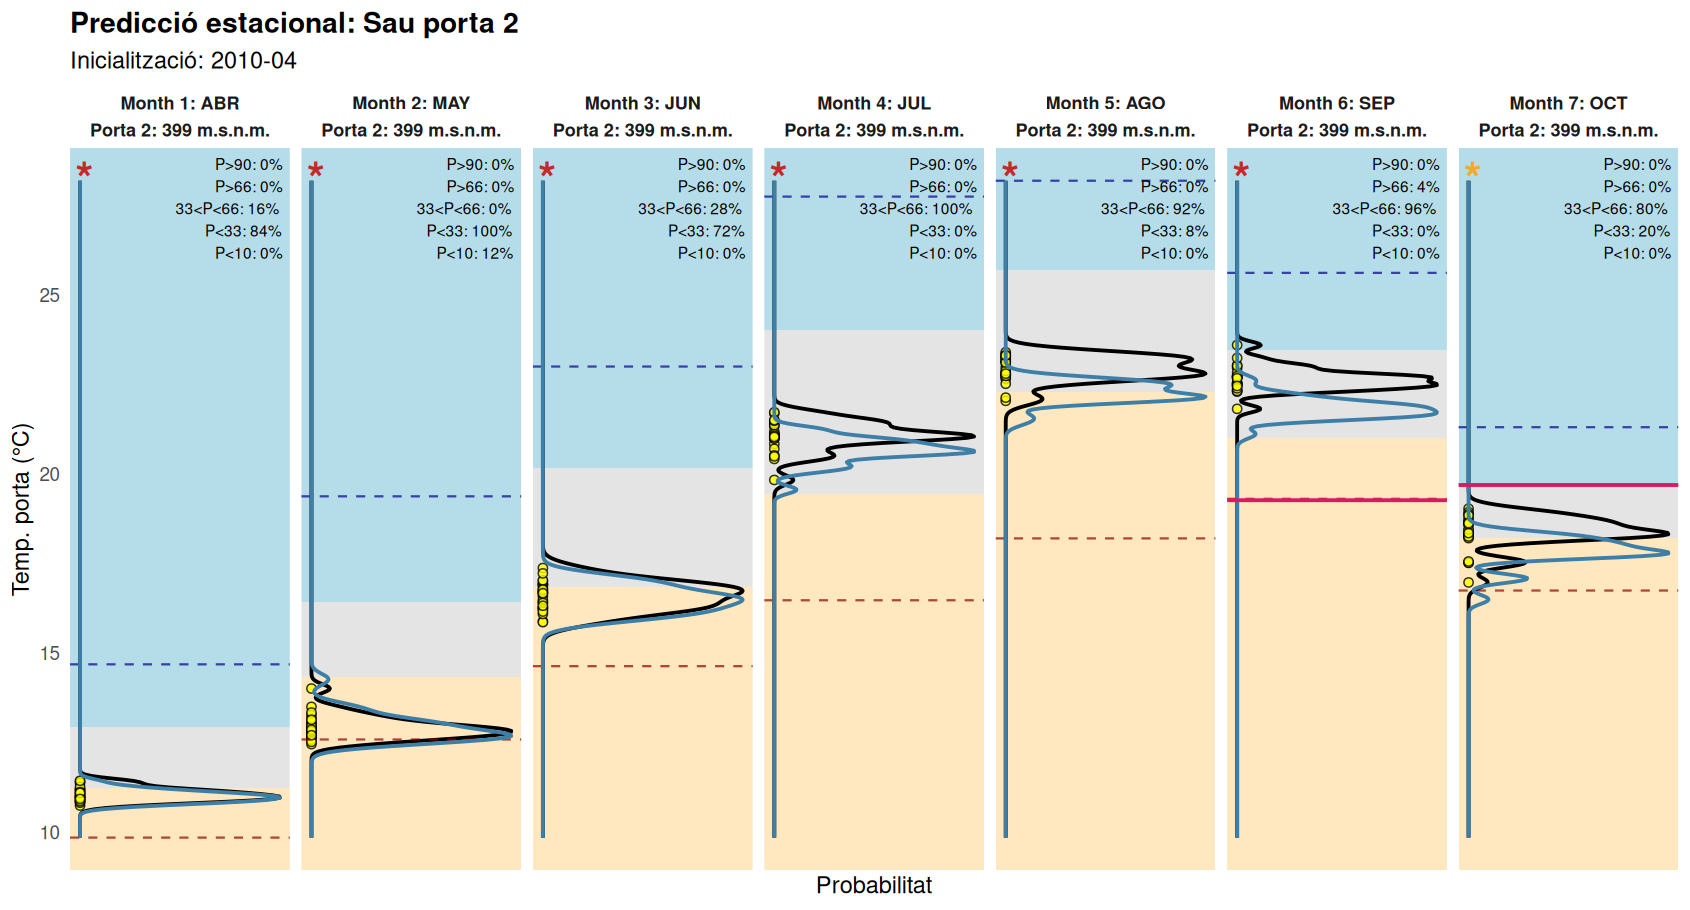 Predicció estacional: Sau porta 2
Inicialització: 2010-04
Month 1: ABR
Porta 2: 399 m.s.n.m.
Month 2: MAY
Porta 2: 399 m.s.n.m.
Month 3: JUN
Porta 2: 399 m.s.n.m.
Month 4: JUL
Porta 2: 399 m.s.n.m.
Month 5: AGO
Porta 2: 399 m.s.n.m.
Month 6: SEP
Porta 2: 399 m.s.n.m.
Month 7: OCT
Porta 2: 399 m.s.n.m.
*
P>90: 0%
P>66: 0%
33<P<66: 16%
P<33: 84%
P<10: 0%
*
P>90: 0%
P>66: 0%
33<P<66: 0%
P<33: 100%
P<10: 12%
*
P>90: 0%
P>66: 0%
33<P<66: 28%
P<33: 72%
P<10: 0%
*
P>90: 0%
P>66: 0%
33<P<66: 100%
P<33: 0%
P<10: 0%
*
P>90: 0%
P>66: 0%
33<P<66: 92%
P<33: 8%
P<10: 0%
*
P>90: 0%
P>66: 4%
33<P<66: 96%
P<33: 0%
P<10: 0%
*
P>90: 0%
P>66: 0%
33<P<66: 80%
P<33: 20%
P<10: 0%
25
20
15
10
Temp. porta (°C)
Probabilitat